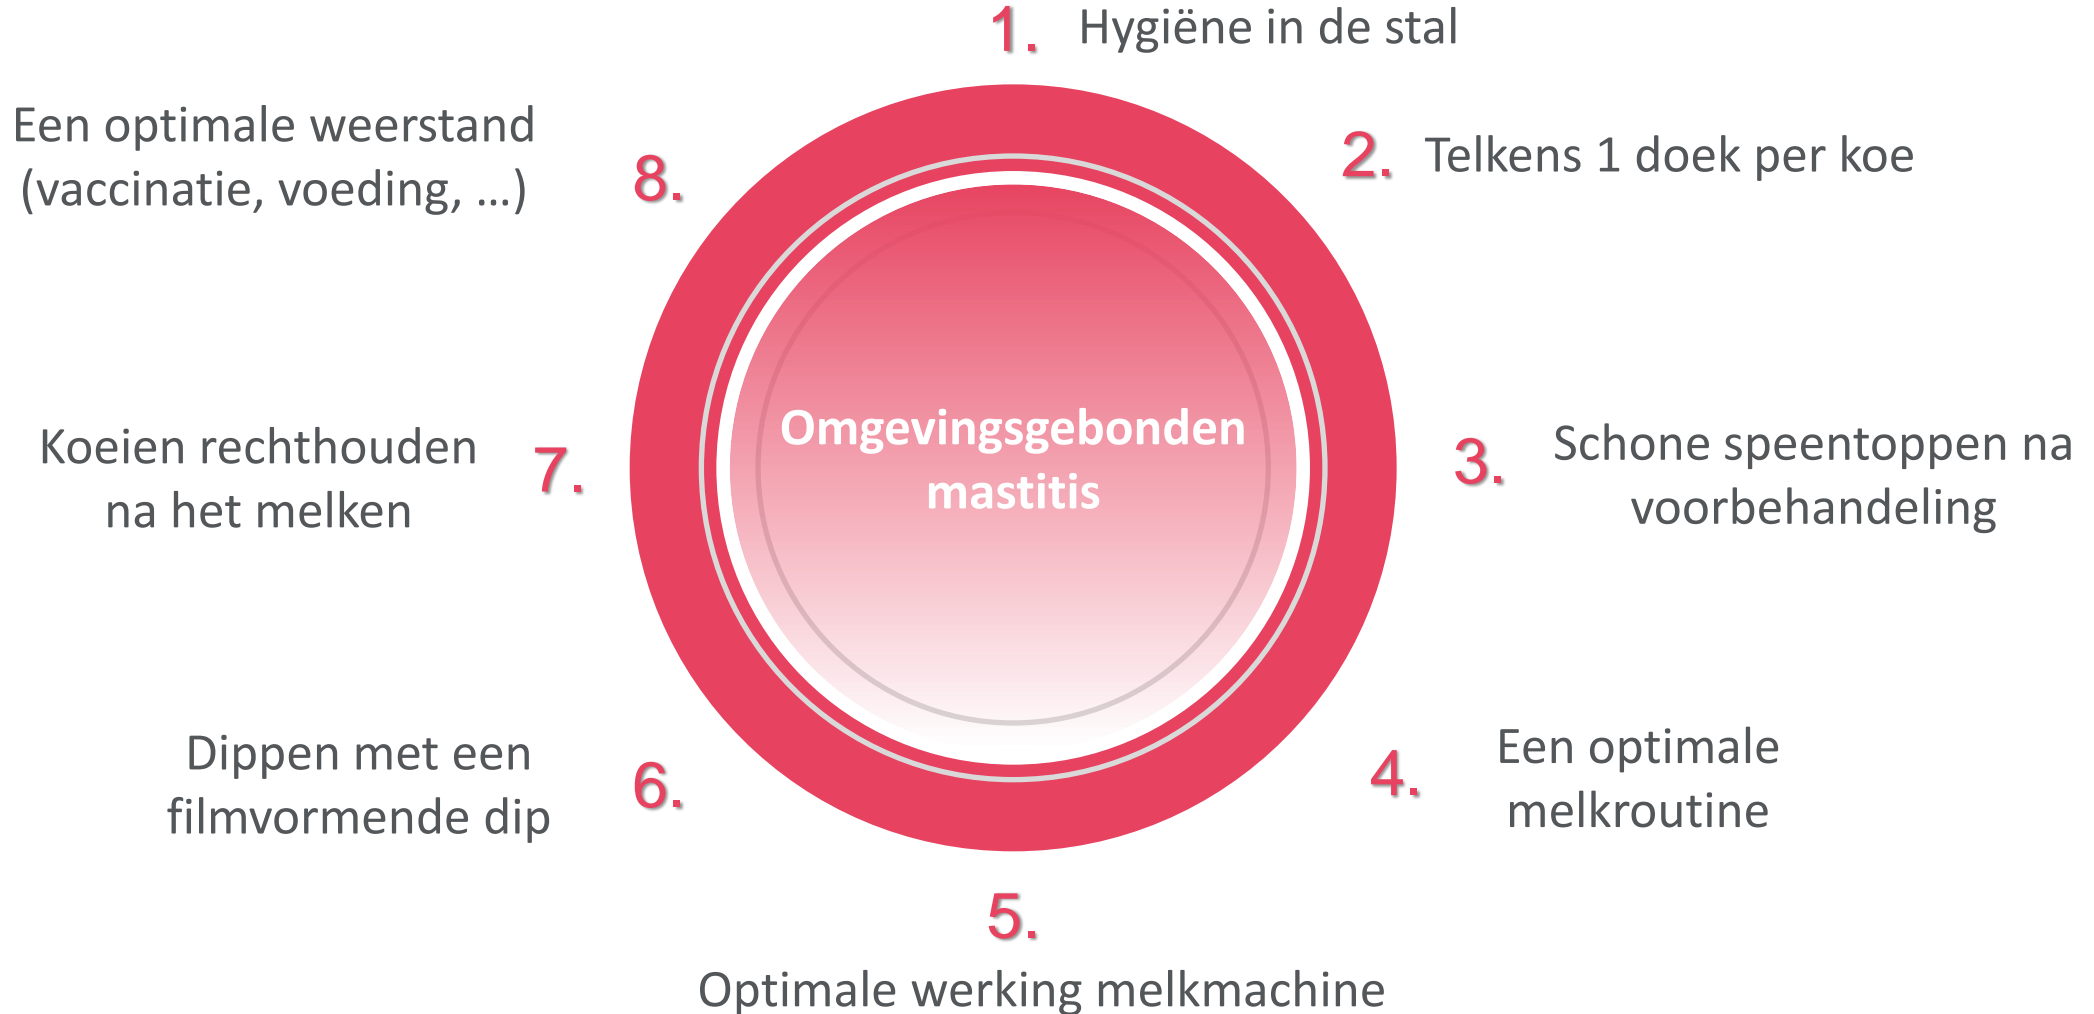 1. Hygiëne in de stal
2. Telkens 1 doek per koe
3. Schone speentoppen na
voorbehandeling
4. Een optimale
melkroutine
5.
Optimale werking melkmachine
6. Dippen met een
filmvormende dip
7. Koeien rechthouden
na het melken
8. Een optimale weerstand
(vaccinatie, voeding, ...)
Omgevingsgebonden
mastitis